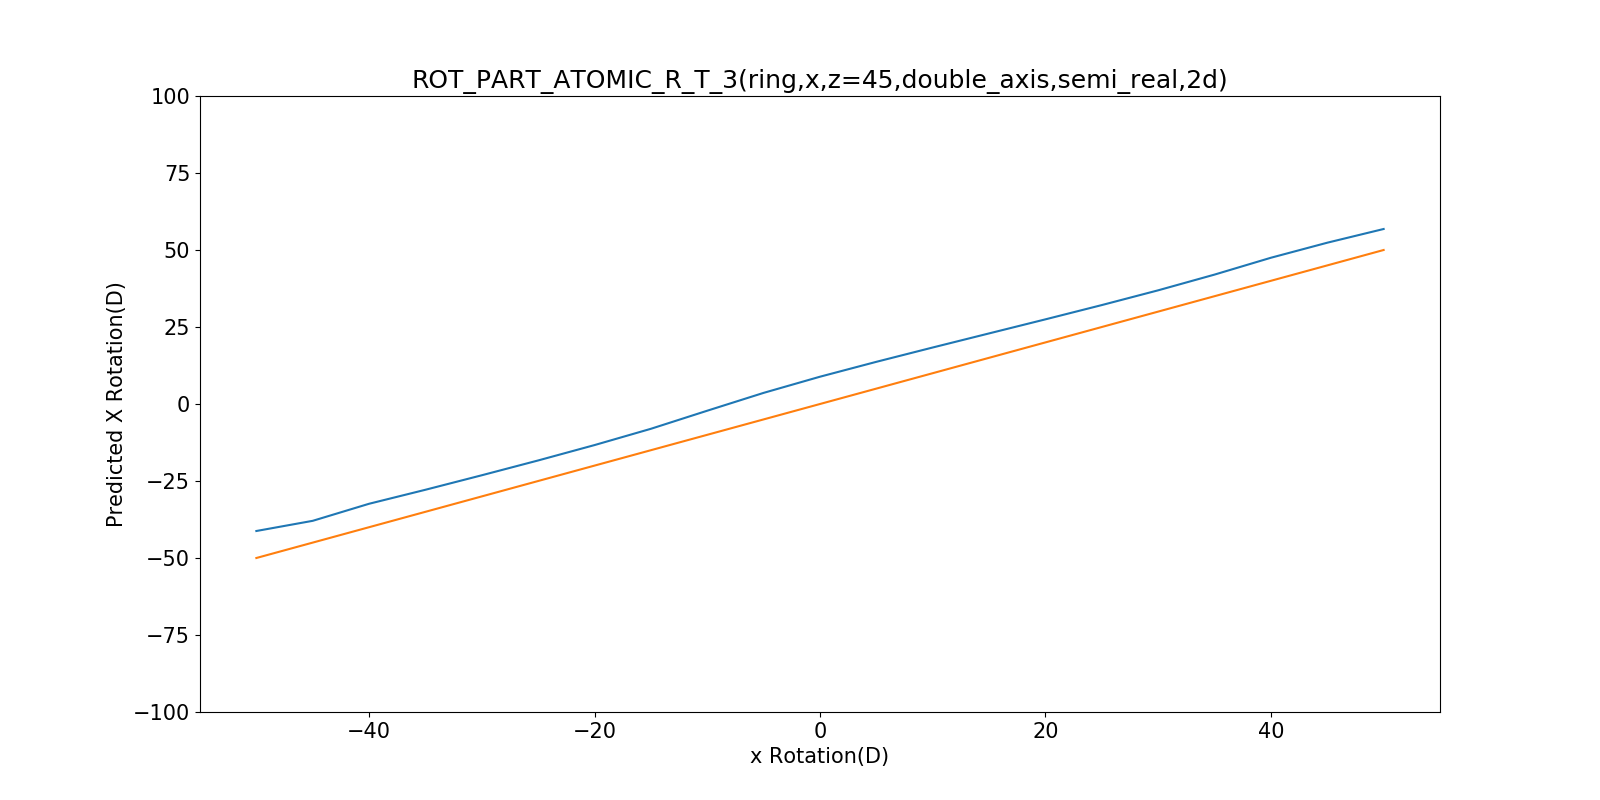 ROT_PART_ATOMIC_R_T_3(ring,x,z=45,double_axis,semi_real,2d)
100
75
50
25
0
−25
−50
−75
−100
Predicted X Rotation(D)
−40 −20 0 20 40
x Rotation(D)